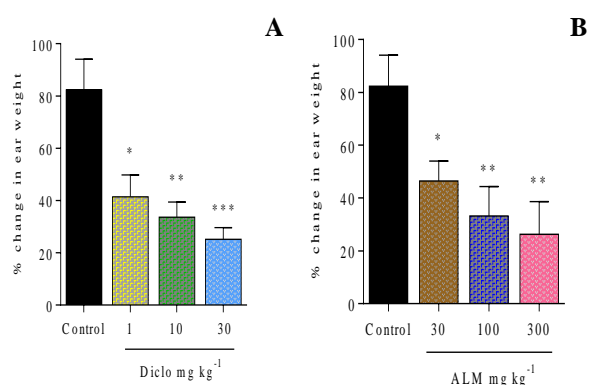 A
% change in ear weight
100
80
60
40
20
0
*
**
***
Control 1 10 30
Diclo mg kg-1
B
% change in ear weight
100
80
60
40
20
0
*
**
**
Control 30 100 300
ALM mg kg-1